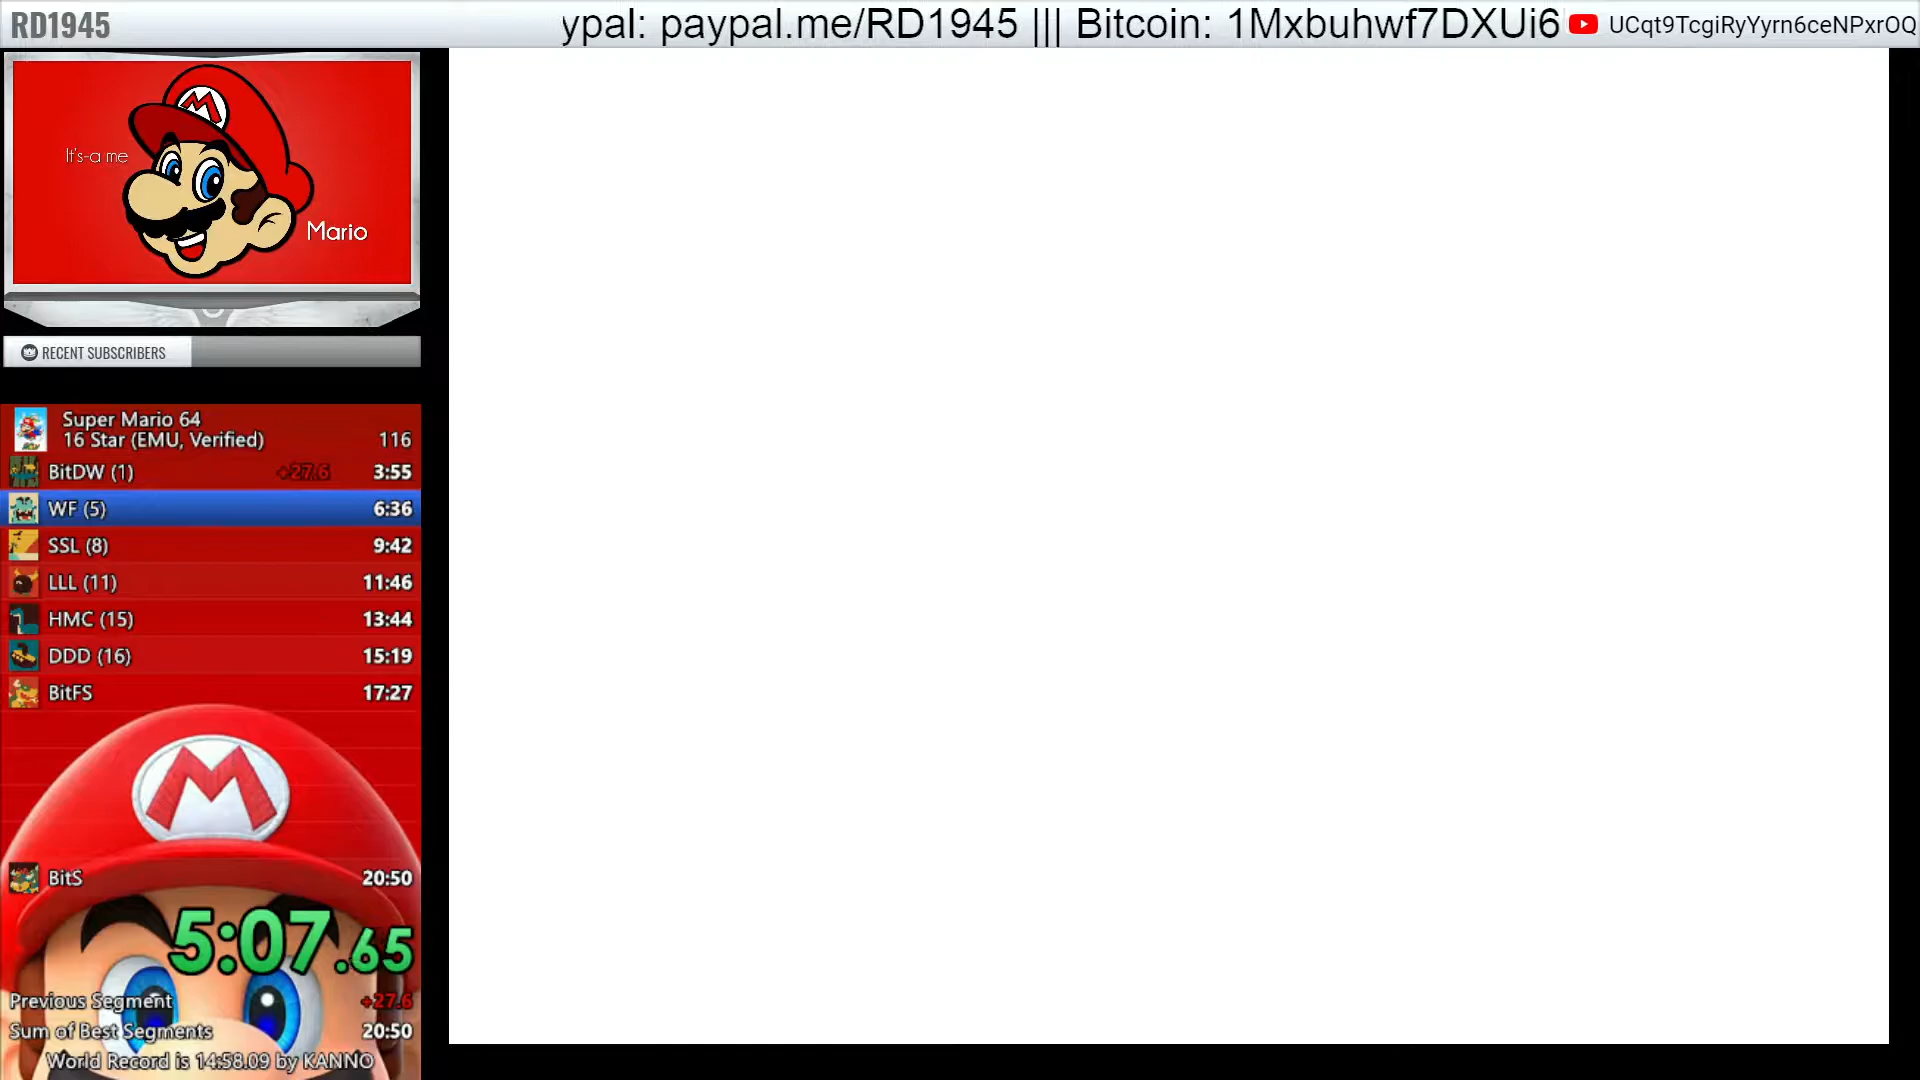 RD1945
ypal: paypal.me/RD1945 ||| Bitcoin: 1Mxbuhwf7DXUi6
UCqt9TcgiRyYyrn6ceNPxrOQ
It's-a me
Mario
RECENT SUBSCRIBERS
Super Mario 64
16 Star (EMU, Verified) 116
BitDW (1) +27.6 3:55
WF (5) 6:36
SSL (8) 9:42
LLL (11) 11:46
HMC (15) 13:44
DDD (16) 15:19
BitFS 17:27
BitS 20:50
5:07.65
Previous Segment +27.6
Sum of Best Segments 20:50
World Record is 14:58.09 by KANNO